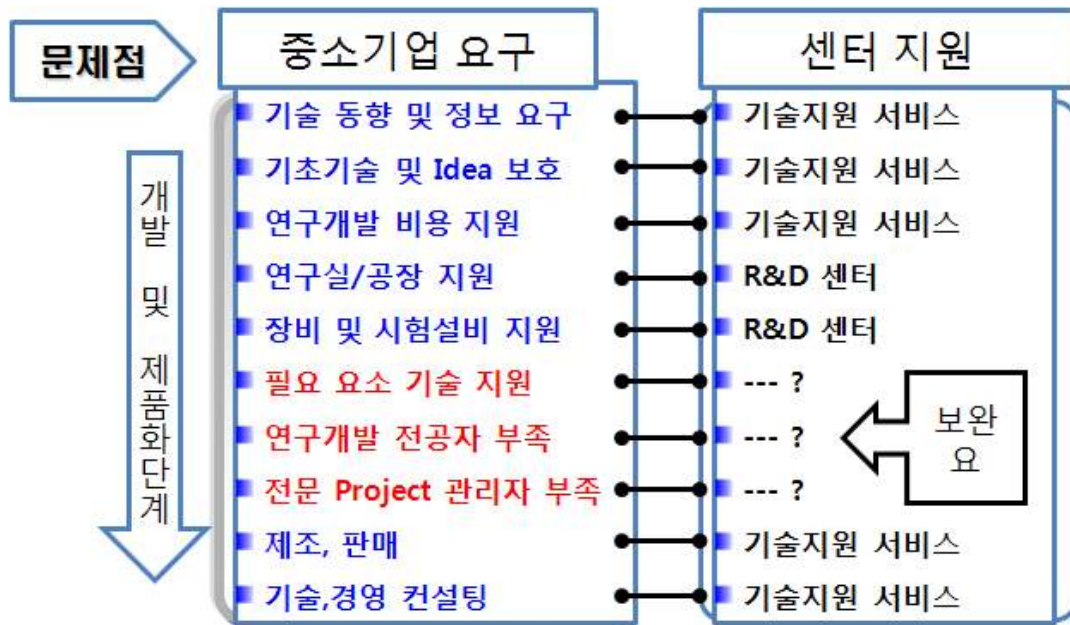 문제점
중소기업 요구
센터 지원
개발 및 제품화단계
기술 동향 및 정보 요구
기술지원 서비스
기초기술 및 Idea 보호
기술지원 서비스
연구개발 비용 지원
기술지원 서비스
연구실/공장 지원
R&D 센터
장비 및 시험설비 지원
R&D 센터
필요 요소 기술 지원
--- ?
연구개발 전공자 부족
--- ?
전문 Project 관리자 부족
--- ?
보완
요
제조, 판매
기술지원 서비스
기술,경영 컨설팅
기술지원 서비스